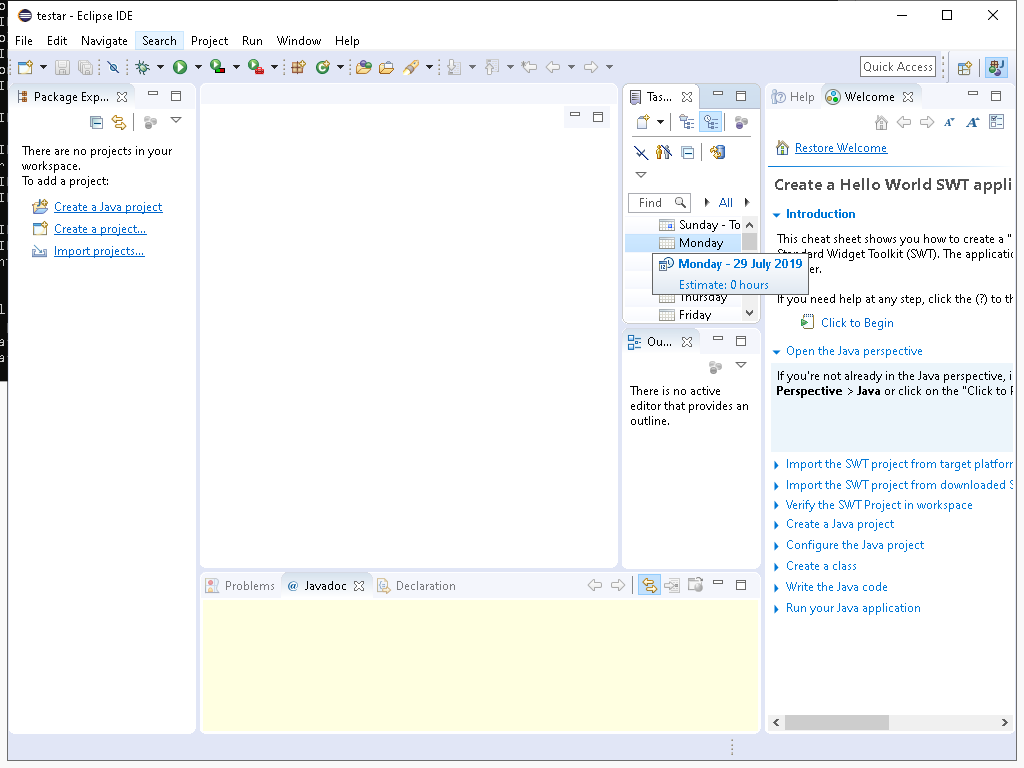 testar - Eclipse IDE
File Edit Navigate Search Project Run Window Help
Quick Access
Package Exp...
There are no projects in your
workspace.
To add a project:
Create a Java project
Create a project...
Import projects...
Tas...
Find
All
Sunday - To
Monday
Monday - 29 July 2019
Estimate: 0 hours
Thursday
Friday
Ou...
There is no active
editor that provides an
outline.
Problems @ Javadoc Declaration
Help Welcome
Restore Welcome
Create a Hello World SWT appli
Introduction
This cheat sheet shows you how to create a "
Standard Widget Toolkit (SWT). The applicatio
er.
If you need help at any step, click the (?) to th
Click to Begin
Open the Java perspective
If you're not already in the Java perspective, i
Perspective > Java or click on the "Click to P
Import the SWT project from target platform
Import the SWT project from downloaded S
Verify the SWT Project in workspace
Create a Java project
Configure the Java project
Create a class
Write the Java code
Run your Java application